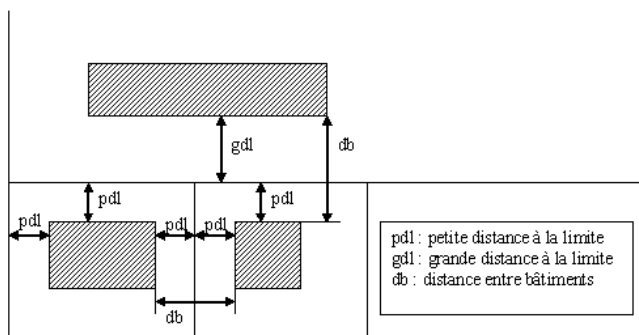 gdl
db
pdl
pdl
pdl
pdl
pdl
db
pdl : petite distance à la limite
gdl : grande distance à la limite
db : distance entre bâtiments